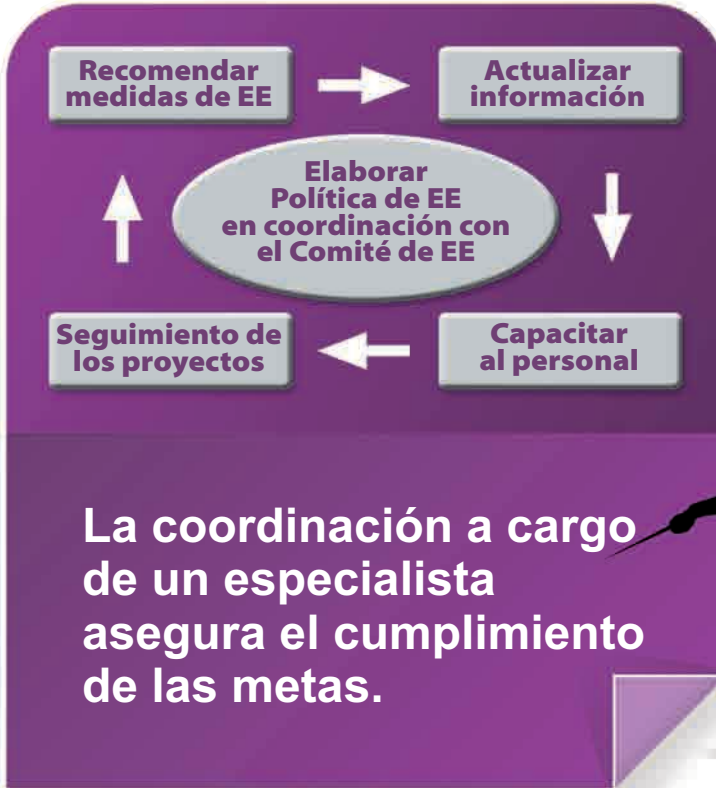 Recomendar
medidas de EE
Actualizar
información
Elaborar
Política de EE
en coordinación con
el Comité de EE
Seguimiento de
los proyectos
Capacitar
al personal
La coordinación a cargo
de un especialista
asegura el cumplimiento
de las metas.